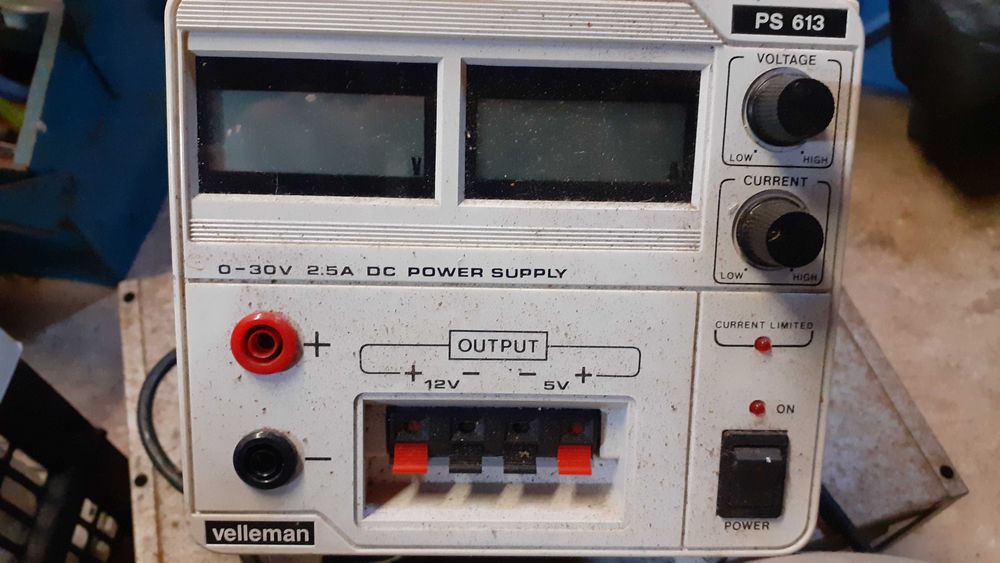 PS 613
VOLTAGE
LOW HIGH
V
A
CURRENT
LOW HIGH
0-30V 2.5A DC POWER SUPPLY
CURRENT LIMITED
+
OUTPUT
+ 12V - - 5V +
ON
-
POWER
velleman